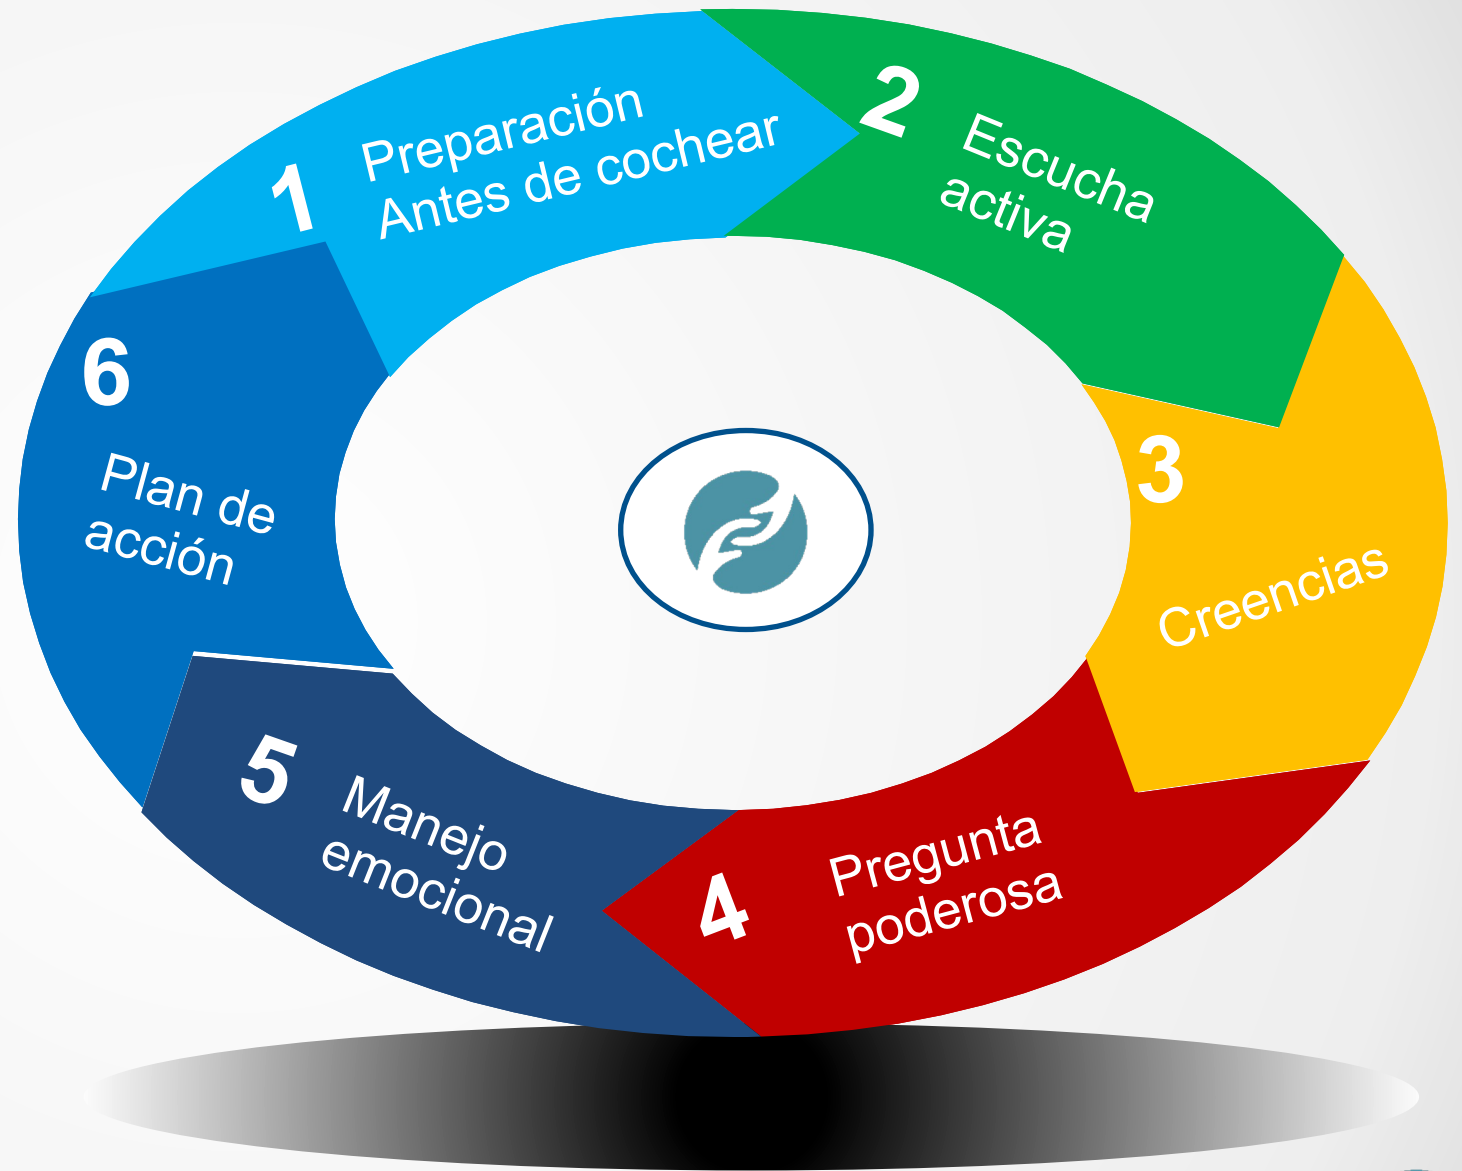 1
Preparación
Antes de cochear
2
Escucha
activa
3
Creencias
4
Pregunta
poderosa
5
Manejo
emocional
6
Plan de
acción